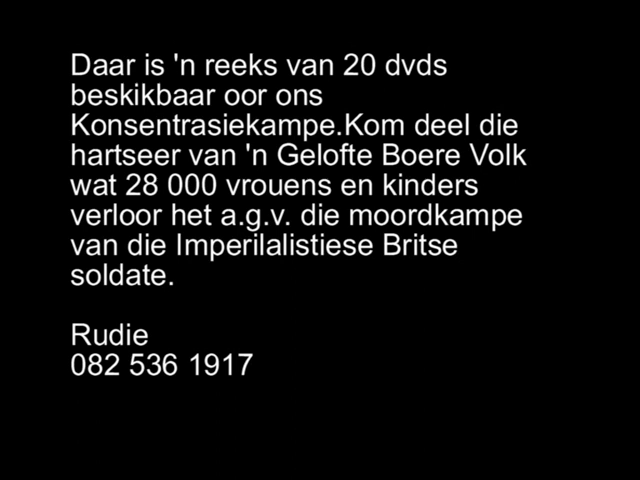 Daar is 'n reeks van 20 dvds
beskikbaar oor ons
Konsentrasiekampe.Kom deel die
hartseer van 'n Gelofte Boere Volk
wat 28 000 vrouens en kinders
verloor het a.g.v. die moordkampe
van die Imperilalistiese Britse
soldate.
Rudie
082 536 1917